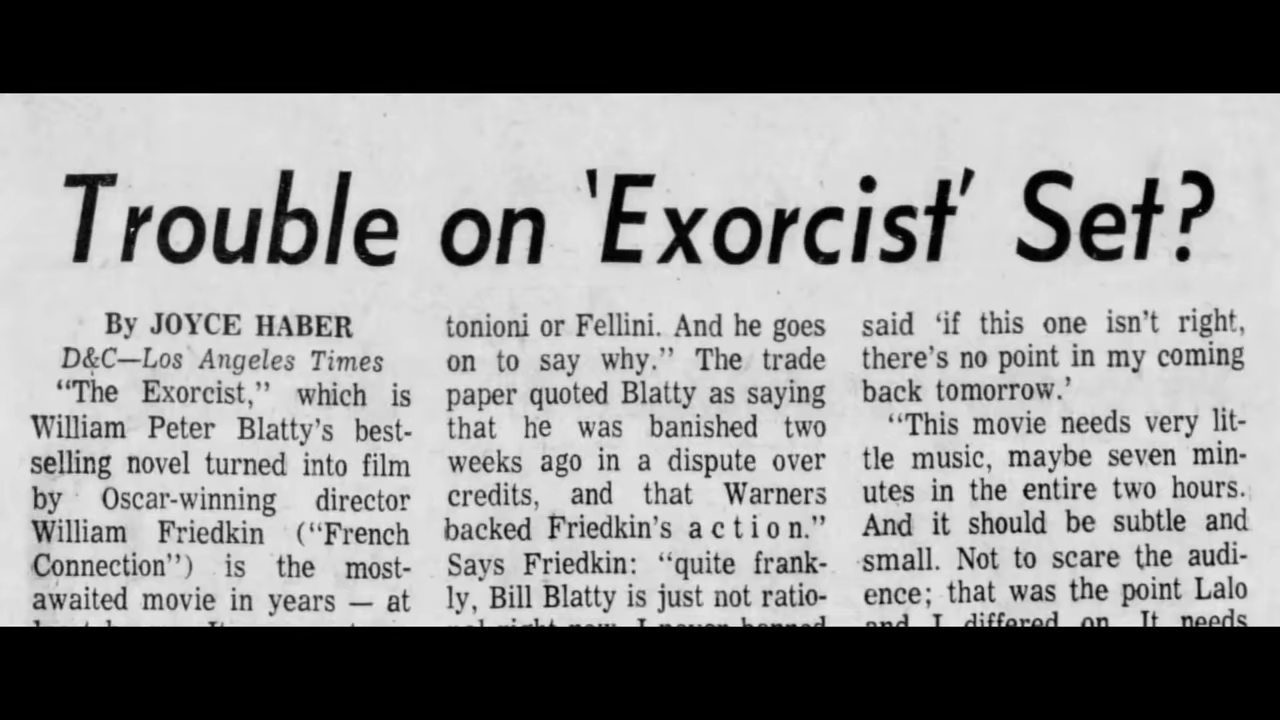 Trouble on 'Exorcist' Set?
By JOYCE HABER
D&C—Los Angeles Times
"The Exorcist," which is
William Peter Blatty's best-
selling novel turned into film
by Oscar-winning director
William Friedkin ("French
Connection") is the most-
awaited movie in years — at
tonioni or Fellini. And he goes
on to say why." The trade
paper quoted Blatty as saying
that he was banished two
weeks ago in a dispute over
credits, and that Warners
backed Friedkin's action."
Says Friedkin: "quite frank-
ly, Bill Blatty is just not ratio-
said 'if this one isn't right,
there's no point in my coming
back tomorrow.'
"This movie needs very lit-
tle music, maybe seven min-
utes in the entire two hours.
And it should be subtle and
small. Not to scare the audi-
ence; that was the point Lalo
and I differed on. It needs